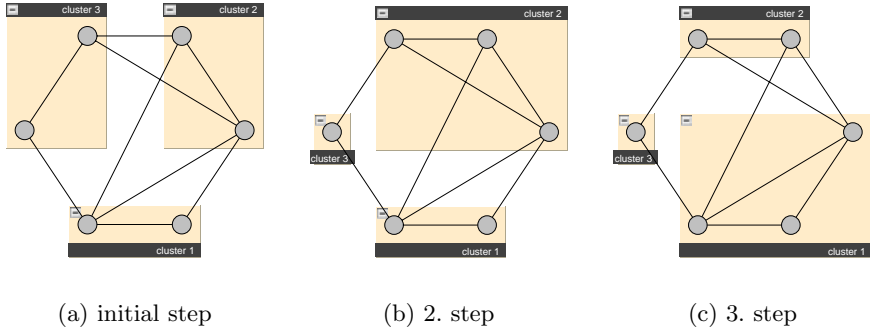 cluster 3
cluster 2
cluster 1
(a) initial step
cluster 2
cluster 3
cluster 1
(b) 2. step
cluster 2
cluster 3
cluster 1
(c) 3. step